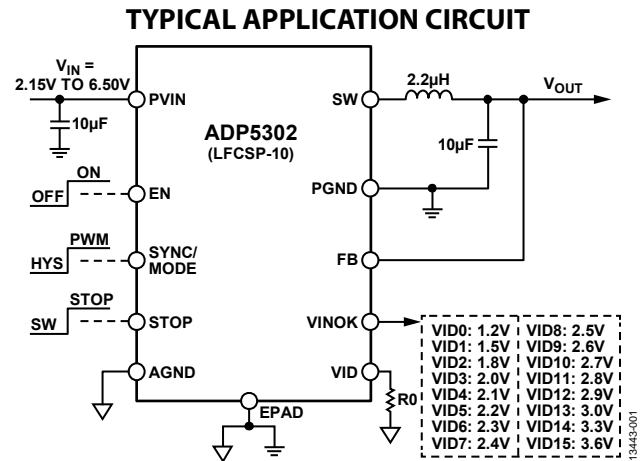 TYPICAL APPLICATION CIRCUIT
VIN =
2.15V TO 6.50V
PVIN
10µF
ADP5302
(LFCSP-10)
SW
2.2µH
VOUT
10µF
PGND
ON
OFF
EN
PWM
HYS
SYNC/
MODE
FB
STOP
SW
STOP
VINOK
AGND
VID
R0
EPAD
VID0: 1.2V
VID1: 1.5V
VID2: 1.8V
VID3: 2.0V
VID4: 2.1V
VID5: 2.2V
VID6: 2.3V
VID7: 2.4V
VID8: 2.5V
VID9: 2.6V
VID10: 2.7V
VID11: 2.8V
VID12: 2.9V
VID13: 3.0V
VID14: 3.3V
VID15: 3.6V
13443-001